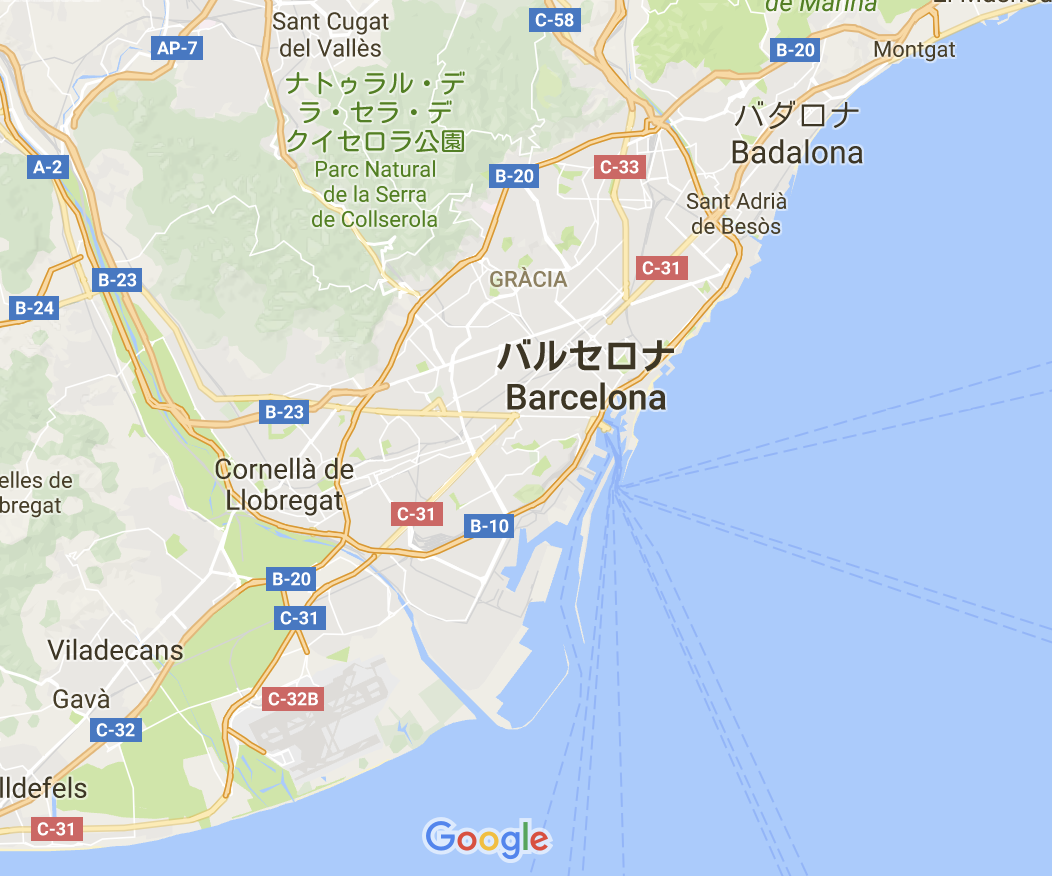 de Marina
Sant Cugat
del Vallès
C-58
AP-7
B-20
Montgat
ナトゥラル・デ
ラ・セラ・デ
クイセロラ公園
Parc Natural
de la Serra
de Collserola
バダロナ
Badalona
A-2
B-20
C-33
Sant Adrià
de Besòs
B-23
C-31
GRÀCIA
B-24
バルセロナ
Barcelona
B-23
Cornellà de
Llobregat
elles de
bregat
C-31
B-10
B-20
C-31
Viladecans
Gavà
C-32B
C-32
lldefels
C-31
Google